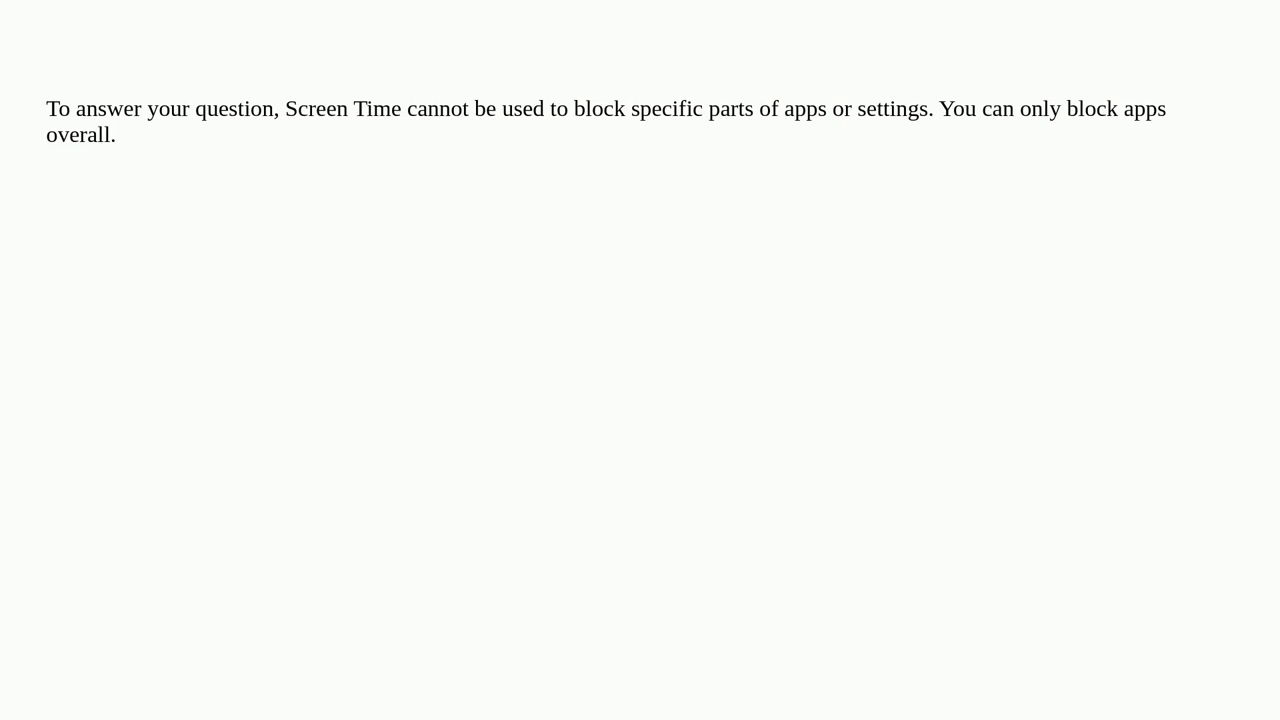 To answer your question, Screen Time cannot be used to block specific parts of apps or settings. You can only block apps
overall.